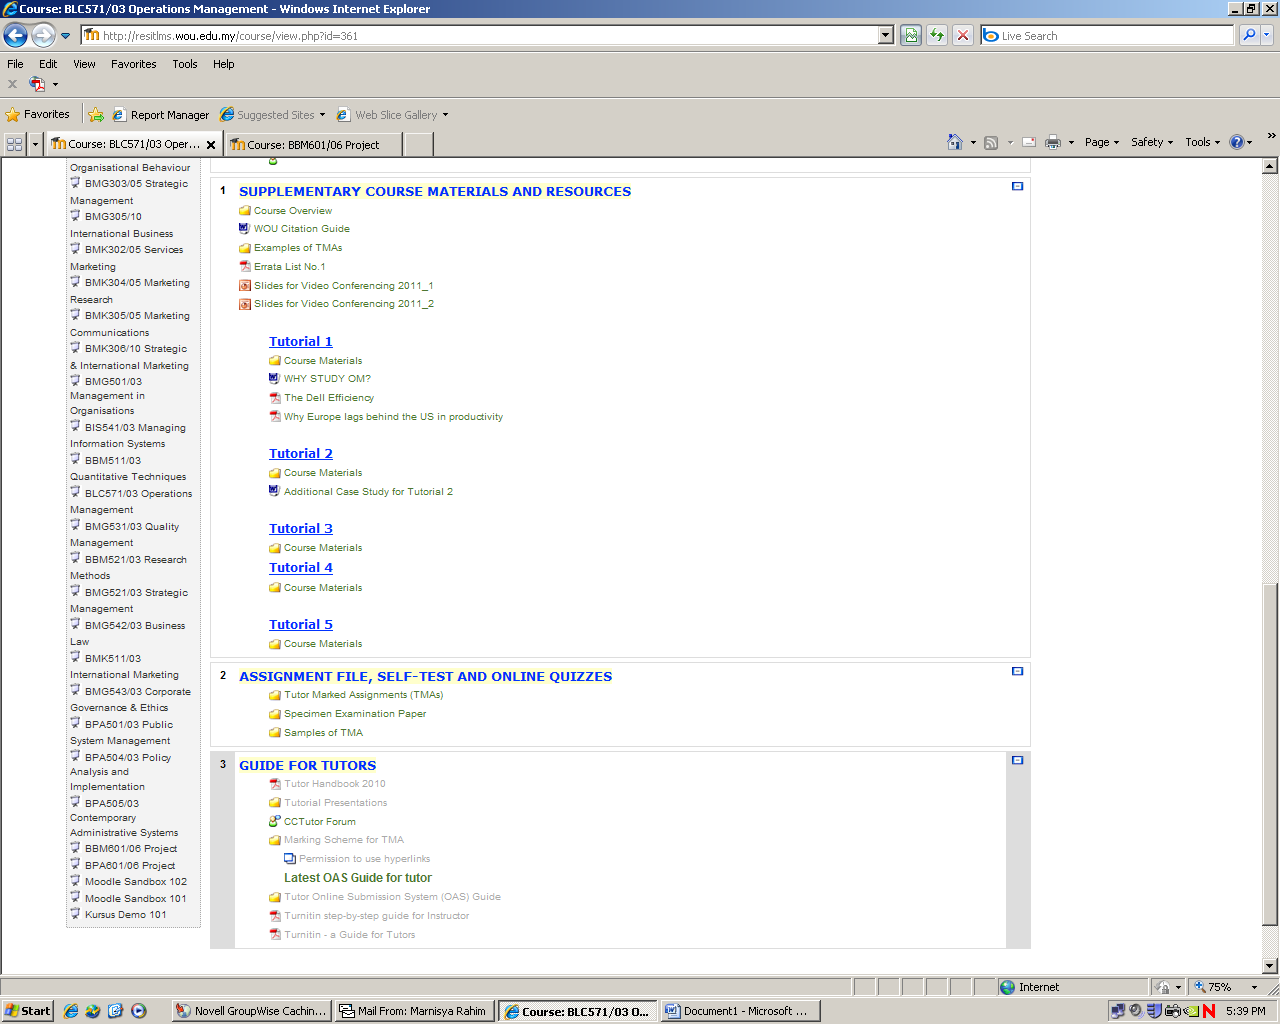 Course: BLC571/03 Operations Management - Windows Internet Explorer
http://resitlms.wou.edu.my/course/view.php?id=361
Live Search
File Edit View Favorites Tools Help
Favorites Report Manager Suggested Sites Web Slice Gallery
Course: BLC571/03 Oper... Course: BBM601/06 Project Page Safety Tools
Organisational Behaviour
BMG303/05 Strategic
Management
BMG305/10
International Business
BMK302/05 Services
Marketing
BMK304/05 Marketing
Research
BMK305/05 Marketing
Communications
BMK306/10 Strategic
& International Marketing
BMG501/03
Management in
Organisations
BIS541/03 Managing
Information Systems
BBM511/03
Quantitative Techniques
BLC571/03 Operations
Management
BMG531/03 Quality
Management
BBM521/03 Research
Methods
BMG521/03 Strategic
Management
BMG542/03 Business
Law
BMK511/03
International Marketing
BMG543/03 Corporate
Governance & Ethics
BPA501/03 Public
System Management
BPA504/03 Policy
Analysis and
Implementation
BPA505/03
Contemporary
Administrative Systems
BBM601/06 Project
BPA601/06 Project
Moodle Sandbox 102
Moodle Sandbox 101
Kursus Demo 101
1 SUPPLEMENTARY COURSE MATERIALS AND RESOURCES
Course Overview
WOU Citation Guide
Examples of TMAs
Errata List No.1
Slides for Video Conferencing 2011_1
Slides for Video Conferencing 2011_2
Tutorial 1
Course Materials
WHY STUDY OM?
The Dell Efficiency
Why Europe lags behind the US in productivity
Tutorial 2
Course Materials
Additional Case Study for Tutorial 2
Tutorial 3
Course Materials
Tutorial 4
Course Materials
Tutorial 5
Course Materials
2 ASSIGNMENT FILE, SELF-TEST AND ONLINE QUIZZES
Tutor Marked Assignments (TMAs)
Specimen Examination Paper
Samples of TMA
3 GUIDE FOR TUTORS
Tutor Handbook 2010
Tutorial Presentations
CCTutor Forum
Marking Scheme for TMA
Permission to use hyperlinks
Latest OAS Guide for tutor
Tutor Online Submission System (OAS) Guide
Turnitin step-by-step guide for Instructor
Turnitin - a Guide for Tutors
Internet 75%
Start Novell GroupWise Cachin... Mail From: Marnisya Rahim Course: BLC571/03 O... Document1 - Microsoft ... 5:39 PM